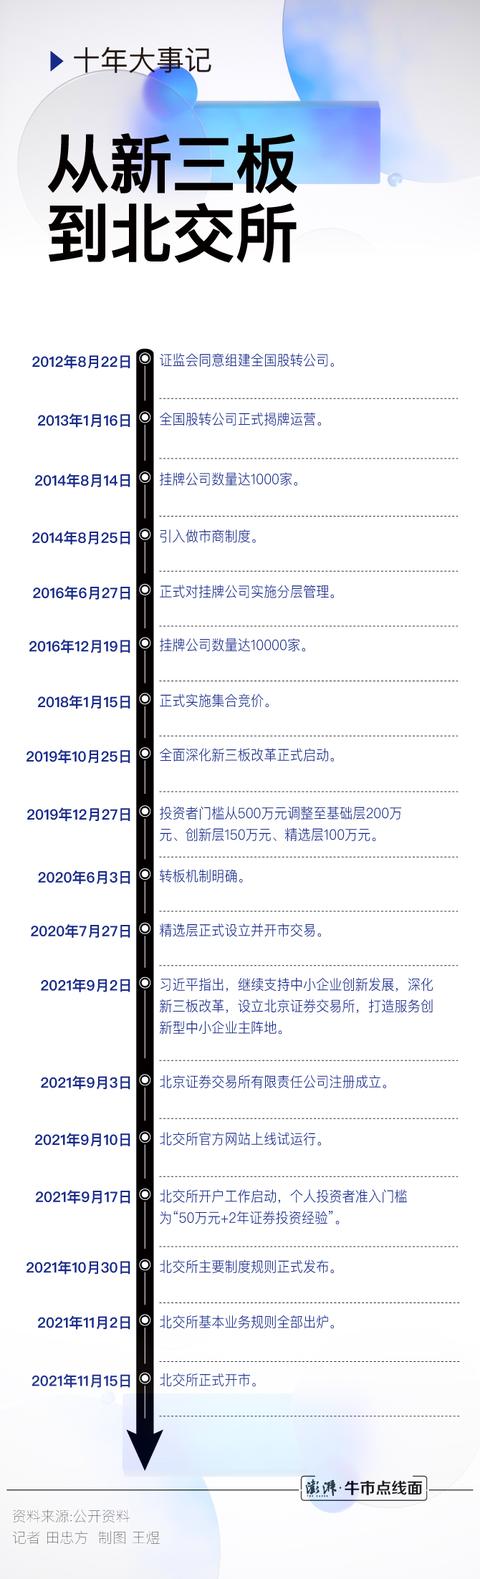 十年大事记
从新三板
到北交所
2012年8月22日 证监会同意组建全国股转公司。
2013年1月16日 全国股转公司正式揭牌运营。
2014年8月14日 挂牌公司数量达1000家。
2014年8月25日 引入做市商制度。
2016年6月27日 正式对挂牌公司实施分层管理。
2016年12月19日 挂牌公司数量达10000家。
2018年1月15日 正式实施集合竞价。
2019年10月25日 全面深化新三板改革正式启动。
2019年12月27日 投资者门槛从500万元调整至基础层200万
元、创新层150万元、精选层100万元。
2020年6月3日 转板机制明确。
2020年7月27日 精选层正式设立并开市交易。
2021年9月2日 习近平指出，继续支持中小企业创新发展，深化
新三板改革，设立北京证券交易所，打造服务创
新型中小企业主阵地。
2021年9月3日 北京证券交易所有限责任公司注册成立。
2021年9月10日 北交所官方网站上线试运行。
2021年9月17日 北交所开户工作启动，个人投资者准入门槛
为“50万元+2年证券投资经验”。
2021年10月30日 北交所主要制度规则正式发布。
2021年11月2日 北交所基本业务规则全部出炉。
2021年11月15日 北交所正式开市。
澎湃·牛市点线面
资料来源:公开资料
记者 田忠方 制图 王煜